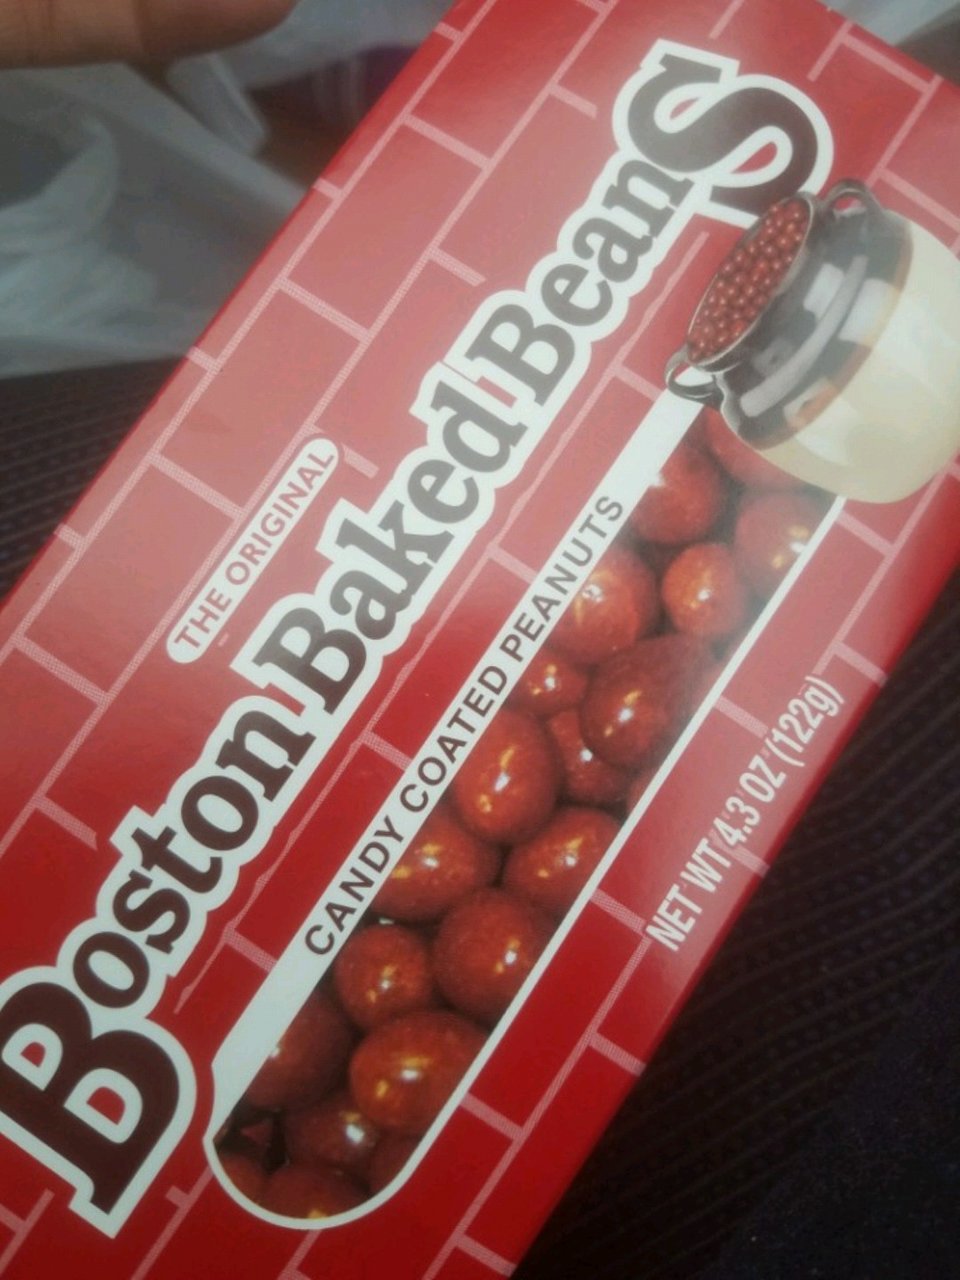 THE ORIGINAL
Boston Baked BeanS
CANDY COATED PEANUTS
NET WT 4.3 OZ (122g)